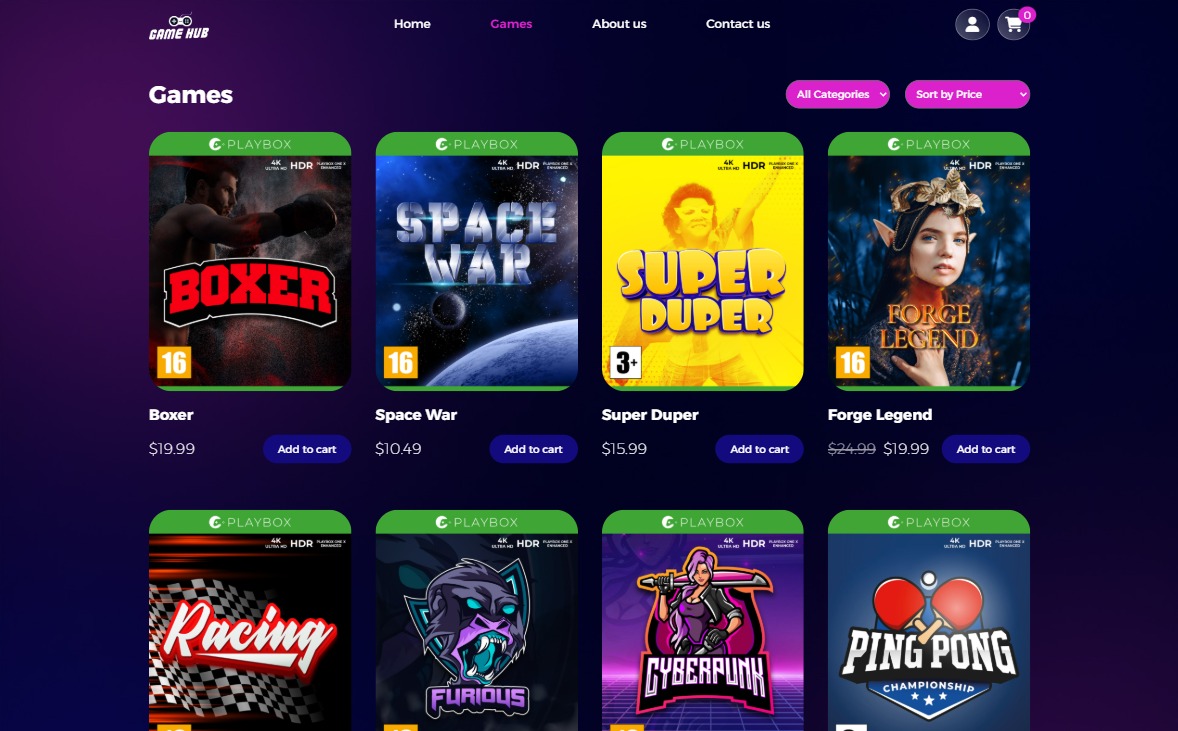 GAME HUB
Home
Games
About us
Contact us
0
Games
All Categories
Sort by Price
PLAYBOX
4K
ULTRA HD
HDR
PLAYBOX ONE X
ENHANCED
BOXER
16
PLAYBOX
4K
ULTRA HD
HDR
PLAYBOX ONE X
ENHANCED
SPACE
WAR
16
PLAYBOX
4K
ULTRA HD
HDR
PLAYBOX ONE X
ENHANCED
SUPER
DUPER
3+
PLAYBOX
4K
ULTRA HD
HDR
PLAYBOX ONE X
ENHANCED
FORGE
LEGEND
16
Boxer
Space War
Super Duper
Forge Legend
$19.99
Add to cart
$10.49
Add to cart
$15.99
Add to cart
$24.99 $19.99
Add to cart
PLAYBOX
4K
ULTRA HD
HDR
PLAYBOX ONE X
ENHANCED
Racing
PLAYBOX
4K
ULTRA HD
HDR
PLAYBOX ONE X
ENHANCED
FURIOUS
PLAYBOX
4K
ULTRA HD
HDR
PLAYBOX ONE X
ENHANCED
CYBERPUNK
PLAYBOX
4K
ULTRA HD
HDR
PLAYBOX ONE X
ENHANCED
PING PONG
CHAMPIONSHIP